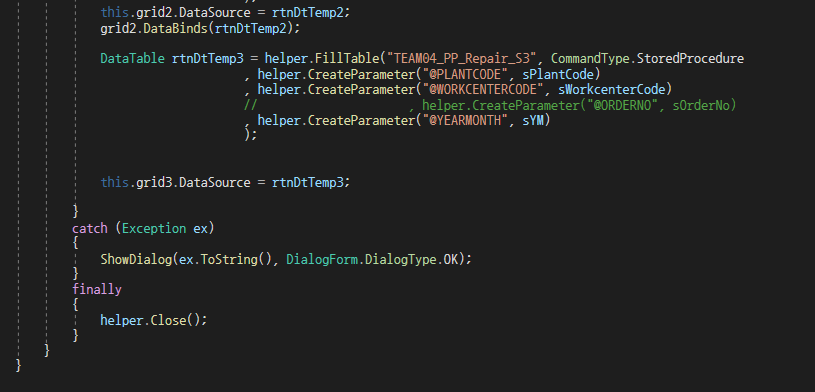 this.grid2.DataSource = rtnDtTemp2;
grid2.DataBinds(rtnDtTemp2);
DataTable rtnDtTemp3 = helper.FillTable("TEAM04_PP_Repair_S3", CommandType.StoredProcedure
, helper.CreateParameter("@PLANTCODE", sPlantCode)
, helper.CreateParameter("@WORKCENTERCODE", sWorkcenterCode)
// , helper.CreateParameter("@ORDERNO", sOrderNo)
, helper.CreateParameter("@YEARMONTH", sYM)
);
this.grid3.DataSource = rtnDtTemp3;
}
catch (Exception ex)
{
ShowDialog(ex.ToString(), DialogForm.DialogType.OK);
}
finally
{
helper.Close();
}
}
}